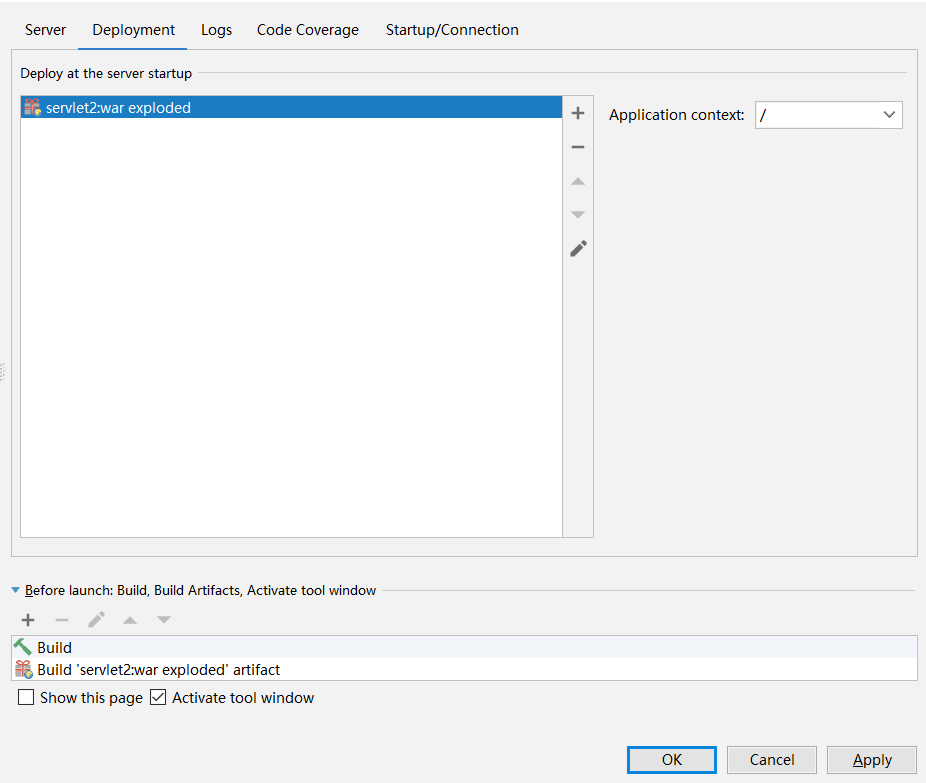 Server Deployment Logs Code Coverage Startup/Connection
Deploy at the server startup
servlet2:war exploded
Application context: /
Before launch: Build, Build Artifacts, Activate tool window
Build
Build 'servlet2:war exploded' artifact
Show this page Activate tool window
OK Cancel Apply